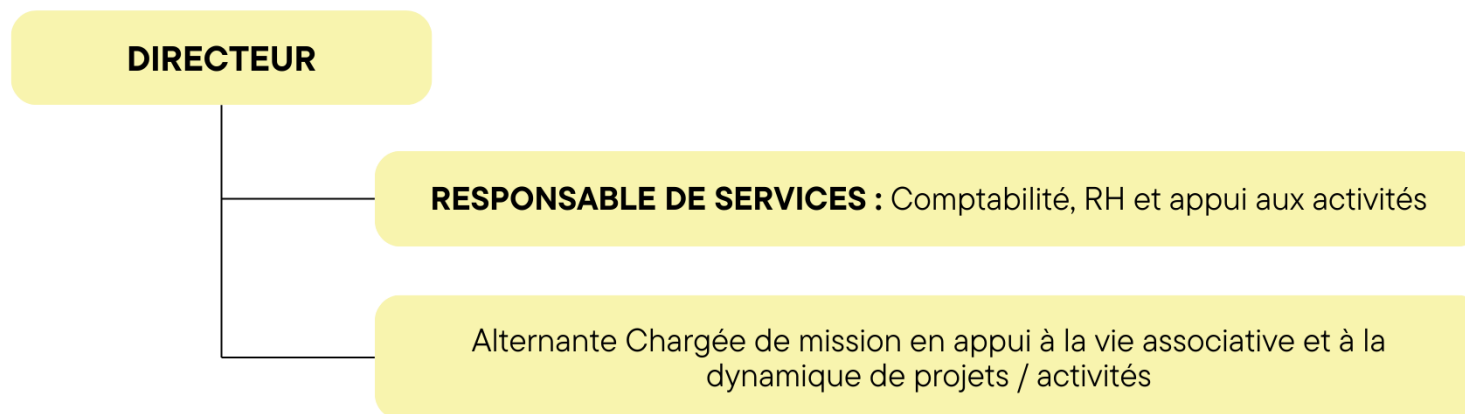 DIRECTEUR
RESPONSABLE DE SERVICES : Comptabilité, RH et appui aux activités
Alternante Chargée de mission en appui à la vie associative et à la
dynamique de projets / activités